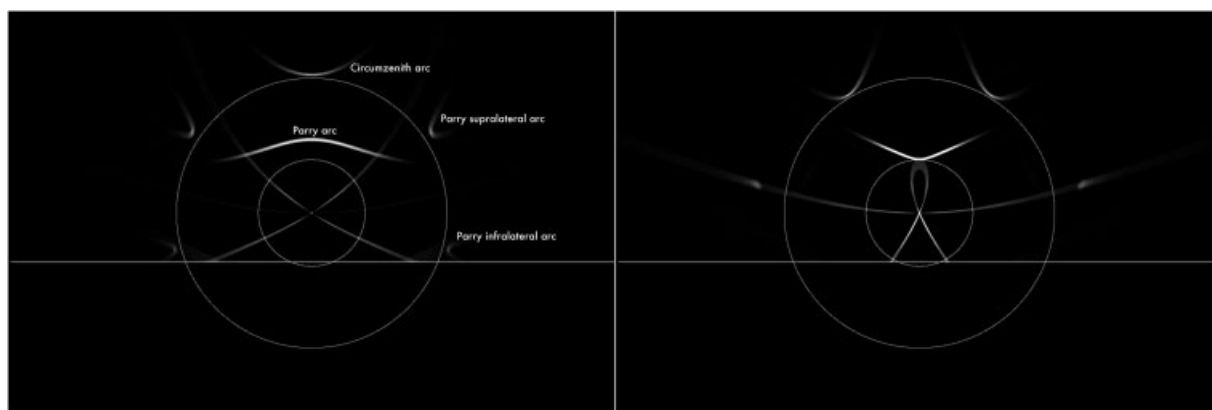 Circumzenith arc
Parry supralateral arc
Parry arc
Parry infralateral arc